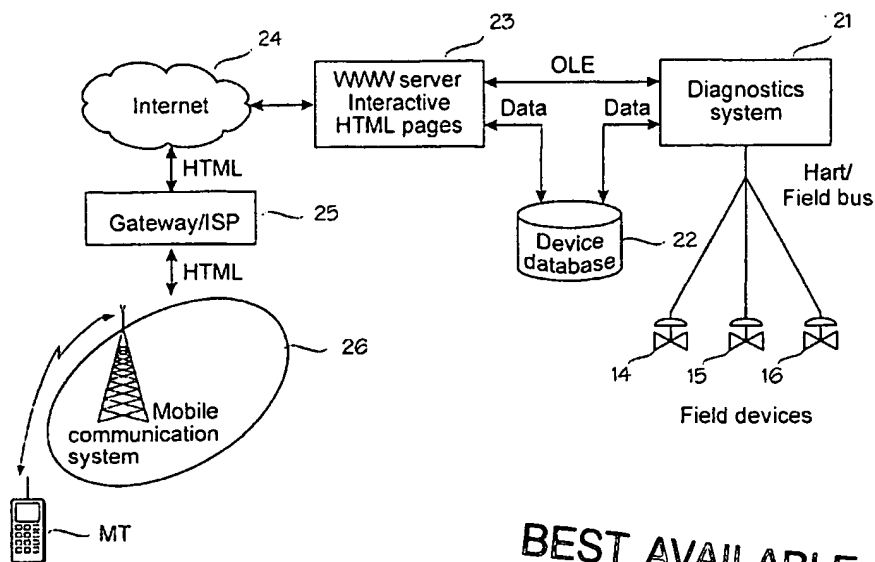 24
Internet
23
WWW server
Interactive
HTML pages
OLE
Data
Data
21
Diagnostics
system
Hart/
Field bus
HTML
Gateway/ISP
25
Device
database
22
HTML
26
Mobile
communication
system
MT
14
15
16
Field devices
BEST AVAILABLE